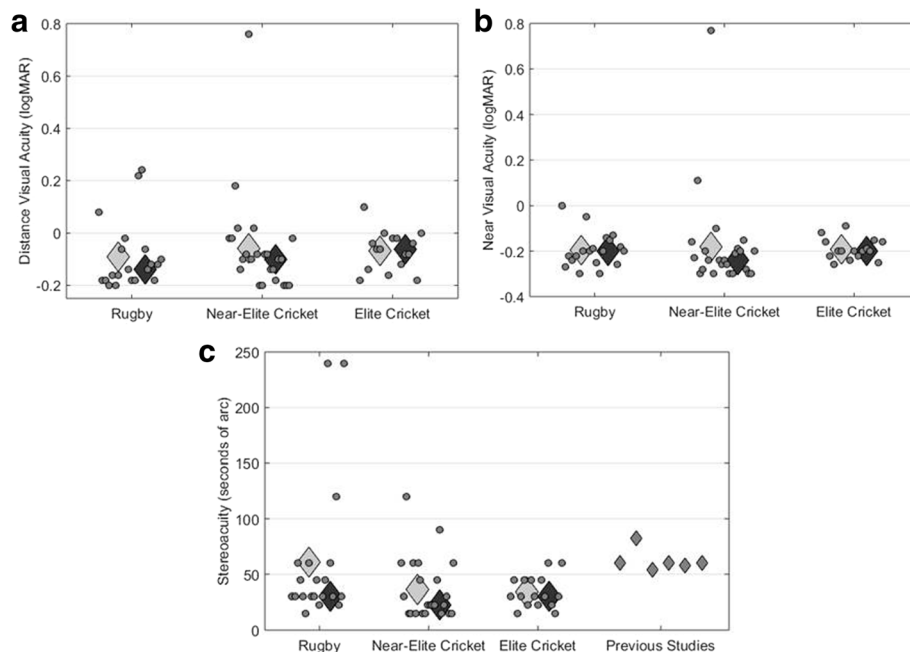 a
Distance Visual Acuity (logMAR)
0.8
0.6
0.4
0.2
0
-0.2
Rugby Near-Elite Cricket Elite Cricket
b
Near Visual Acuity (logMAR)
0.8
0.6
0.4
0.2
0
-0.2
-0.4
Rugby Near-Elite Cricket Elite Cricket
c
Stereoacuity (seconds of arc)
250
200
150
100
50
0
Rugby Near-Elite Cricket Elite Cricket Previous Studies